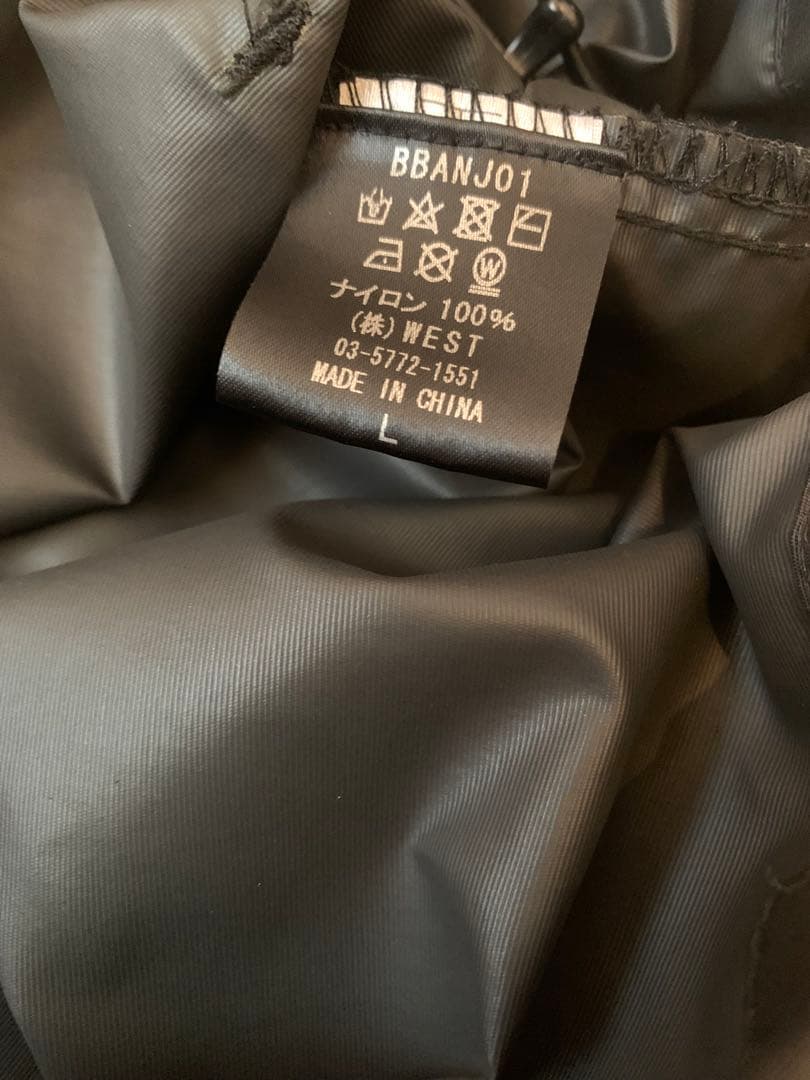 BBANJ01
W
ナイロン 100%
(株) WEST
03-5772-1551
MADE IN CHINA
L